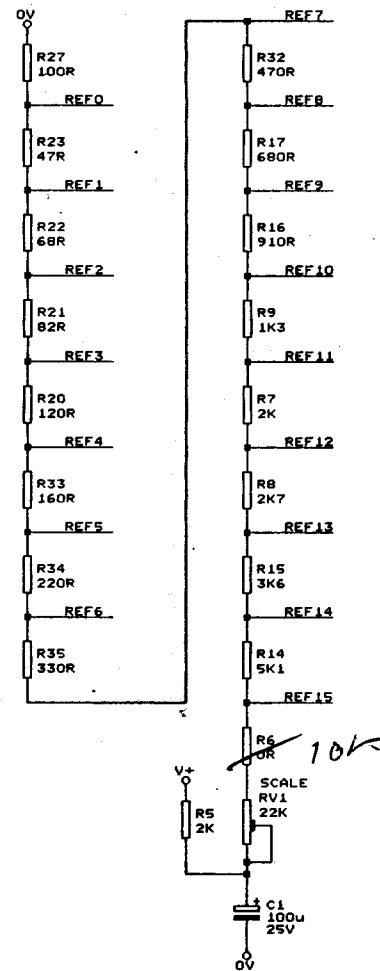 0V
R27
100R
REF0
R23
47R
REF1
R22
68R
REF2
R21
82R
REF3
R20
120R
REF4
R33
160R
REF5
R34
220R
REF6
R35
330R
REF7
R32
470R
REF8
R17
680R
REF9
R16
910R
REF10
R9
1K3
REF11
R7
2K
REF12
R8
2K7
REF13
R15
3K6
REF14
R14
5K1
REF15
R6
0R
10K
SCALE
RV1
22K
V+
R5
2K
+
C1
100u
25V
0V